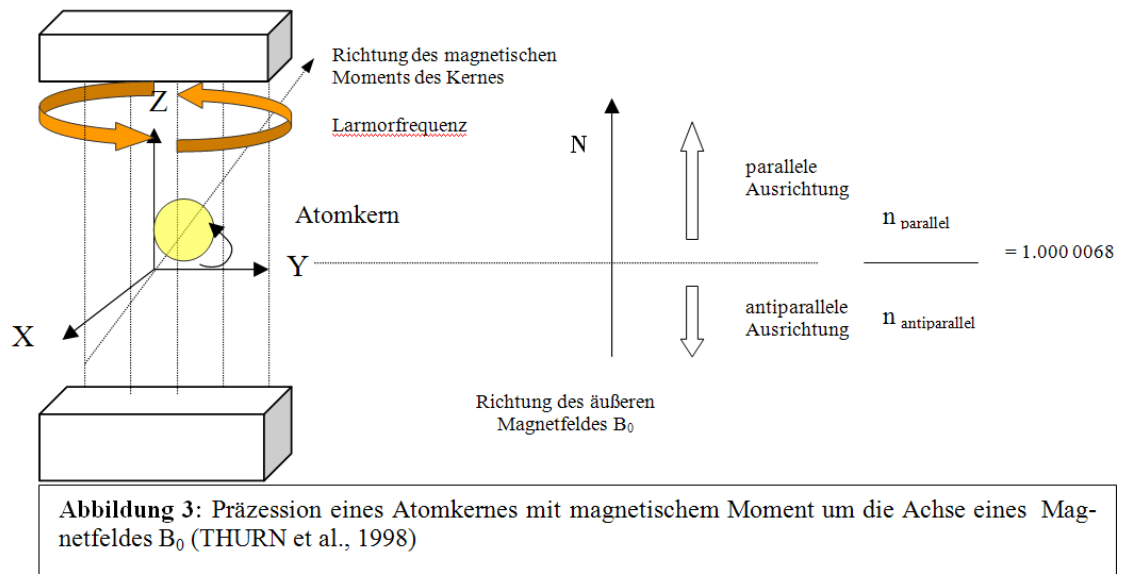 Richtung des magnetischen
Moments des Kernes
Z
Larmorfrequenz
N
parallele
Ausrichtung
Atomkern
n parallel
Y
= 1.000 0068
antiparallele
Ausrichtung
n antiparallel
X
Richtung des äußeren
Magnetfeldes B₀
Abbildung 3: Präzession eines Atomkernes mit magnetischem Moment um die Achse eines Mag-
netfeldes B₀ (THURN et al., 1998)